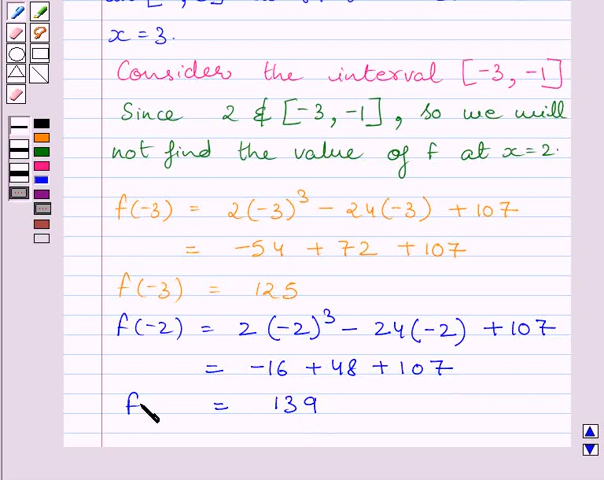 x = 3.
Consider the interval [-3, -1]
Since 2 ∉ [-3, -1], so we will
not find the value of f at x=2.
f(-3) = 2(-3)³ - 24(-3) + 107
= -54 + 72 + 107
f(-3) = 125
f(-2) = 2(-2)³ - 24(-2) + 107
= -16 + 48 + 107
f = 139